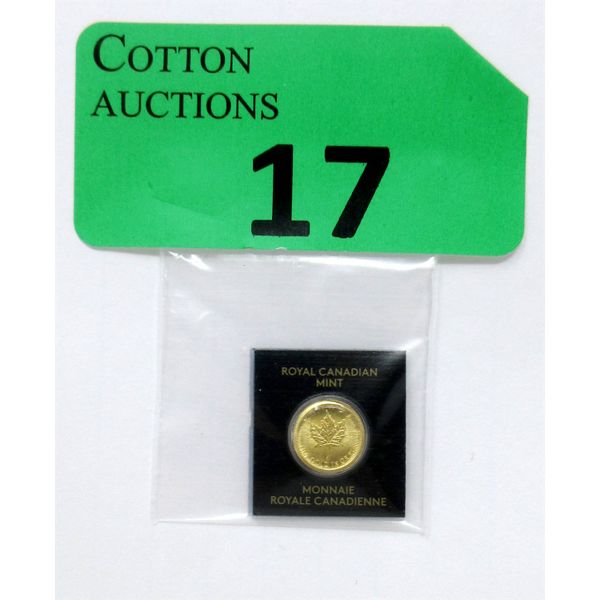 COTTON
AUCTIONS
17
ROYAL CANADIAN
MINT
MONNAIE
ROYALE CANADIENNE